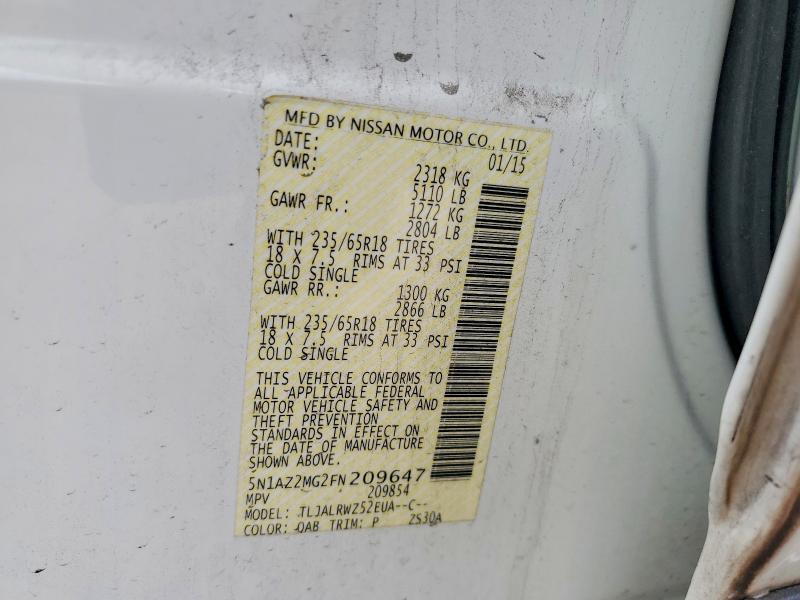 MFD BY NISSAN MOTOR CO., LTD.
DATE: 01/15
GVWR: 2318 KG
5110 LB
GAWR FR.: 1272 KG
2804 LB
WITH 235/65R18 TIRES
18 X 7.5 RIMS AT 33 PSI
COLD SINGLE
GAWR RR.: 1300 KG
2866 LB
WITH 235/65R18 TIRES
18 X 7.5 RIMS AT 33 PSI
COLD SINGLE
THIS VEHICLE CONFORMS TO
ALL APPLICABLE FEDERAL
MOTOR VEHICLE SAFETY AND
THEFT PREVENTION
STANDARDS IN EFFECT ON
THE DATE OF MANUFACTURE
SHOWN ABOVE.
5N1AZ2MG2FN209647
MPV 209854
MODEL: TLJALRWZ52EUA--C--
COLOR: QAB TRIM: P 2S30A